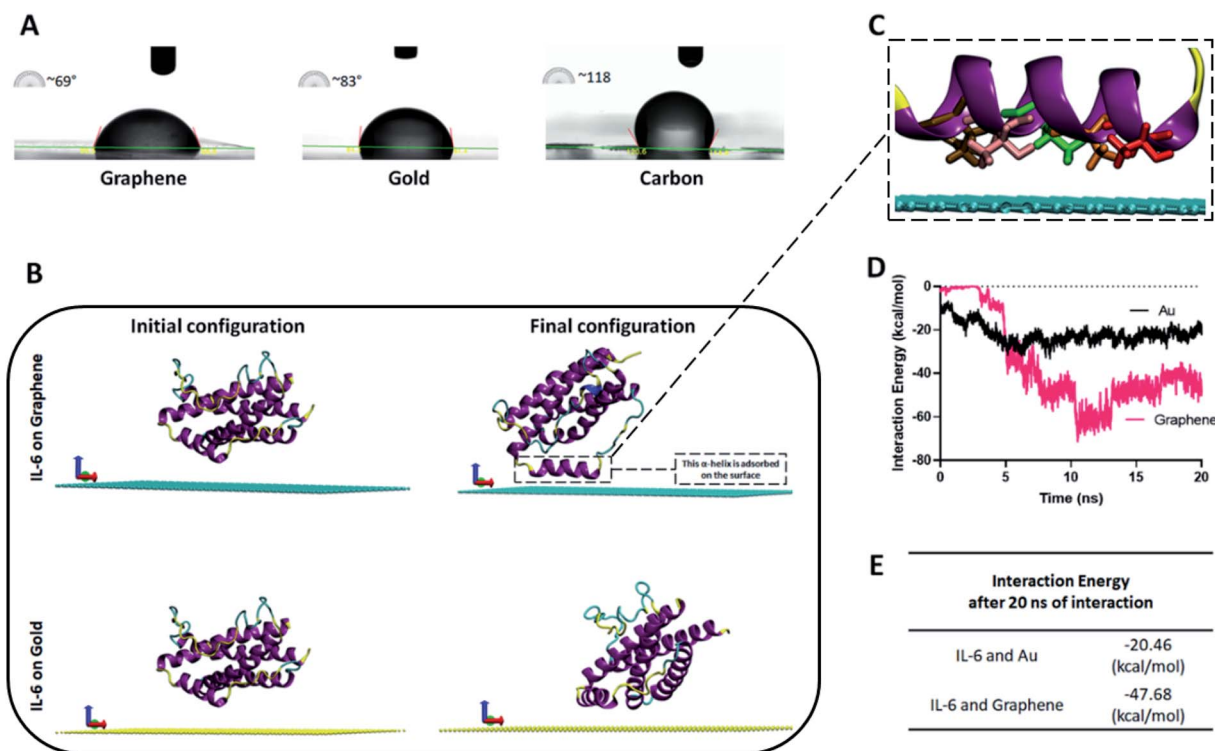 A
~69°
~83°
~118
Graphene
Gold
Carbon
B
Initial configuration
Final configuration
IL-6 on Graphene
This α-helix is adsorbed
on the surface
IL-6 on Gold
C
D
Interaction Energy (kcal/mol)
0
-20
-40
-60
-80
Au
Graphene
0
5
10
15
20
Time (ns)
E
Interaction Energy
after 20 ns of interaction
IL-6 and Au
-20.46
(kcal/mol)
IL-6 and Graphene
-47.68
(kcal/mol)